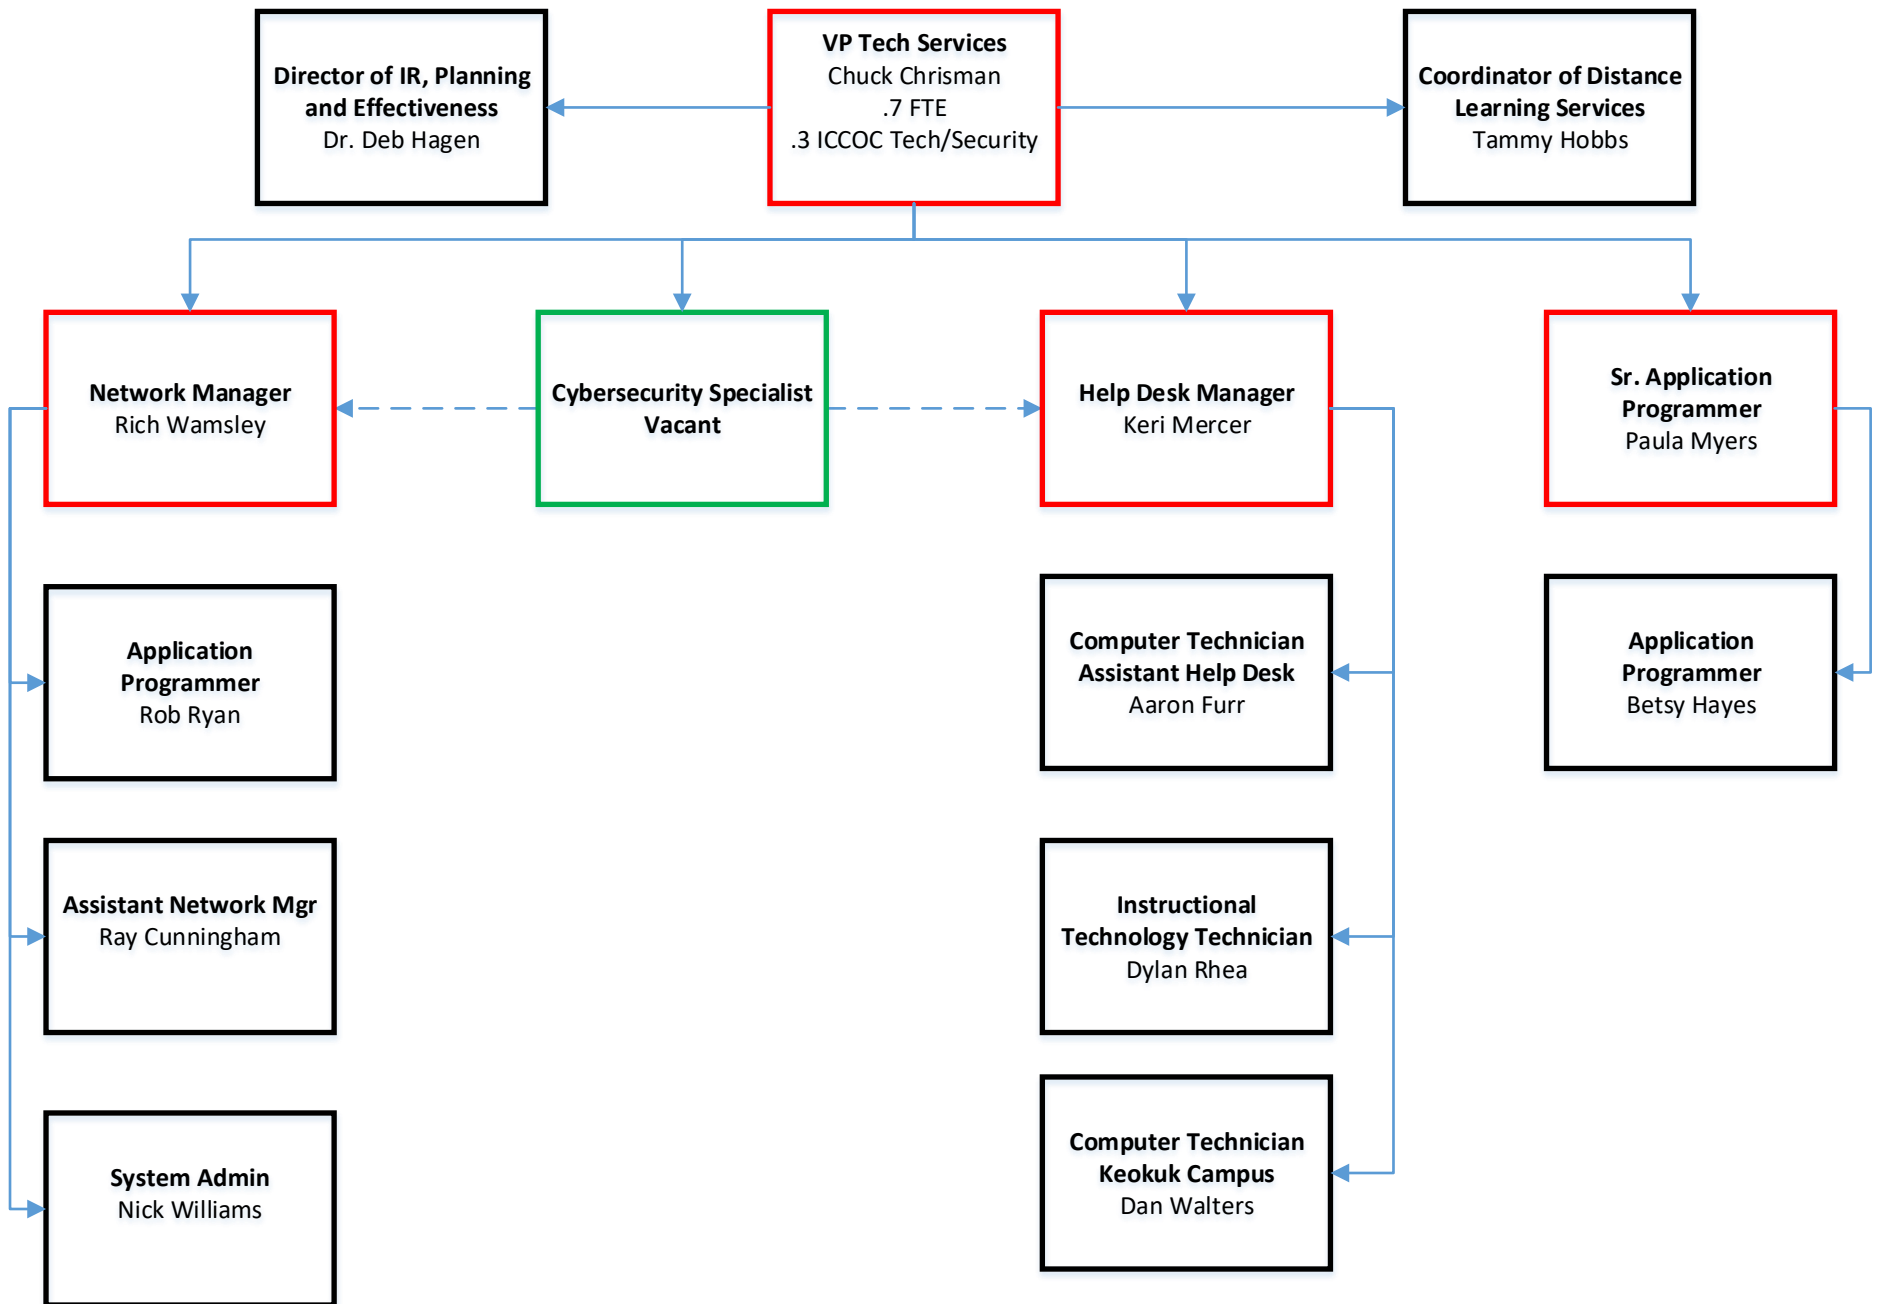 Director of IR, Planning
and Effectiveness
Dr. Deb Hagen
VP Tech Services
Chuck Chrisman
.7 FTE
.3 ICCOC Tech/Security
Coordinator of Distance
Learning Services
Tammy Hobbs
Network Manager
Rich Wamsley
Cybersecurity Specialist
Vacant
Help Desk Manager
Keri Mercer
Sr. Application
Programmer
Paula Myers
Application
Programmer
Rob Ryan
Computer Technician
Assistant Help Desk
Aaron Furr
Application
Programmer
Betsy Hayes
Assistant Network Mgr
Ray Cunningham
Instructional
Technology Technician
Dylan Rhea
System Admin
Nick Williams
Computer Technician
Keokuk Campus
Dan Walters